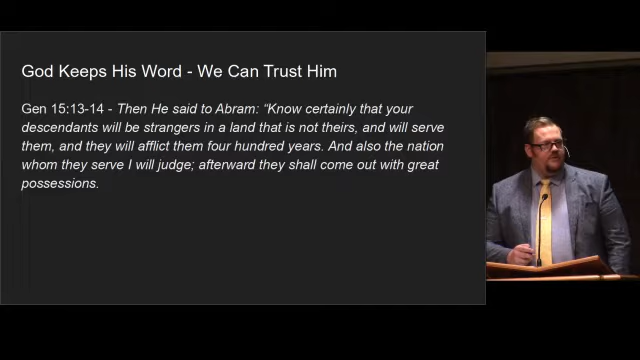 God Keeps His Word - We Can Trust Him
Gen 15:13-14 - Then He said to Abram: “Know certainly that your
descendants will be strangers in a land that is not theirs, and will serve
them, and they will afflict them four hundred years. And also the nation
whom they serve I will judge; afterward they shall come out with great
possessions.